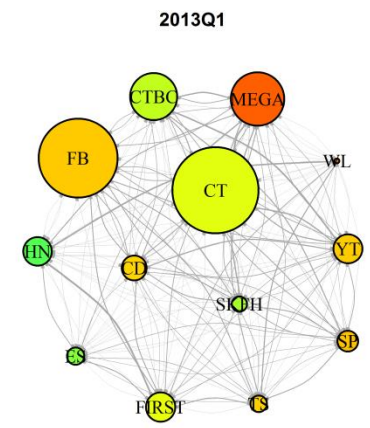 2013Q1
CTBC
MEGA
FB
WL
CT
HN
CD
YT
SKFH
SP
ES
FIRST
TS